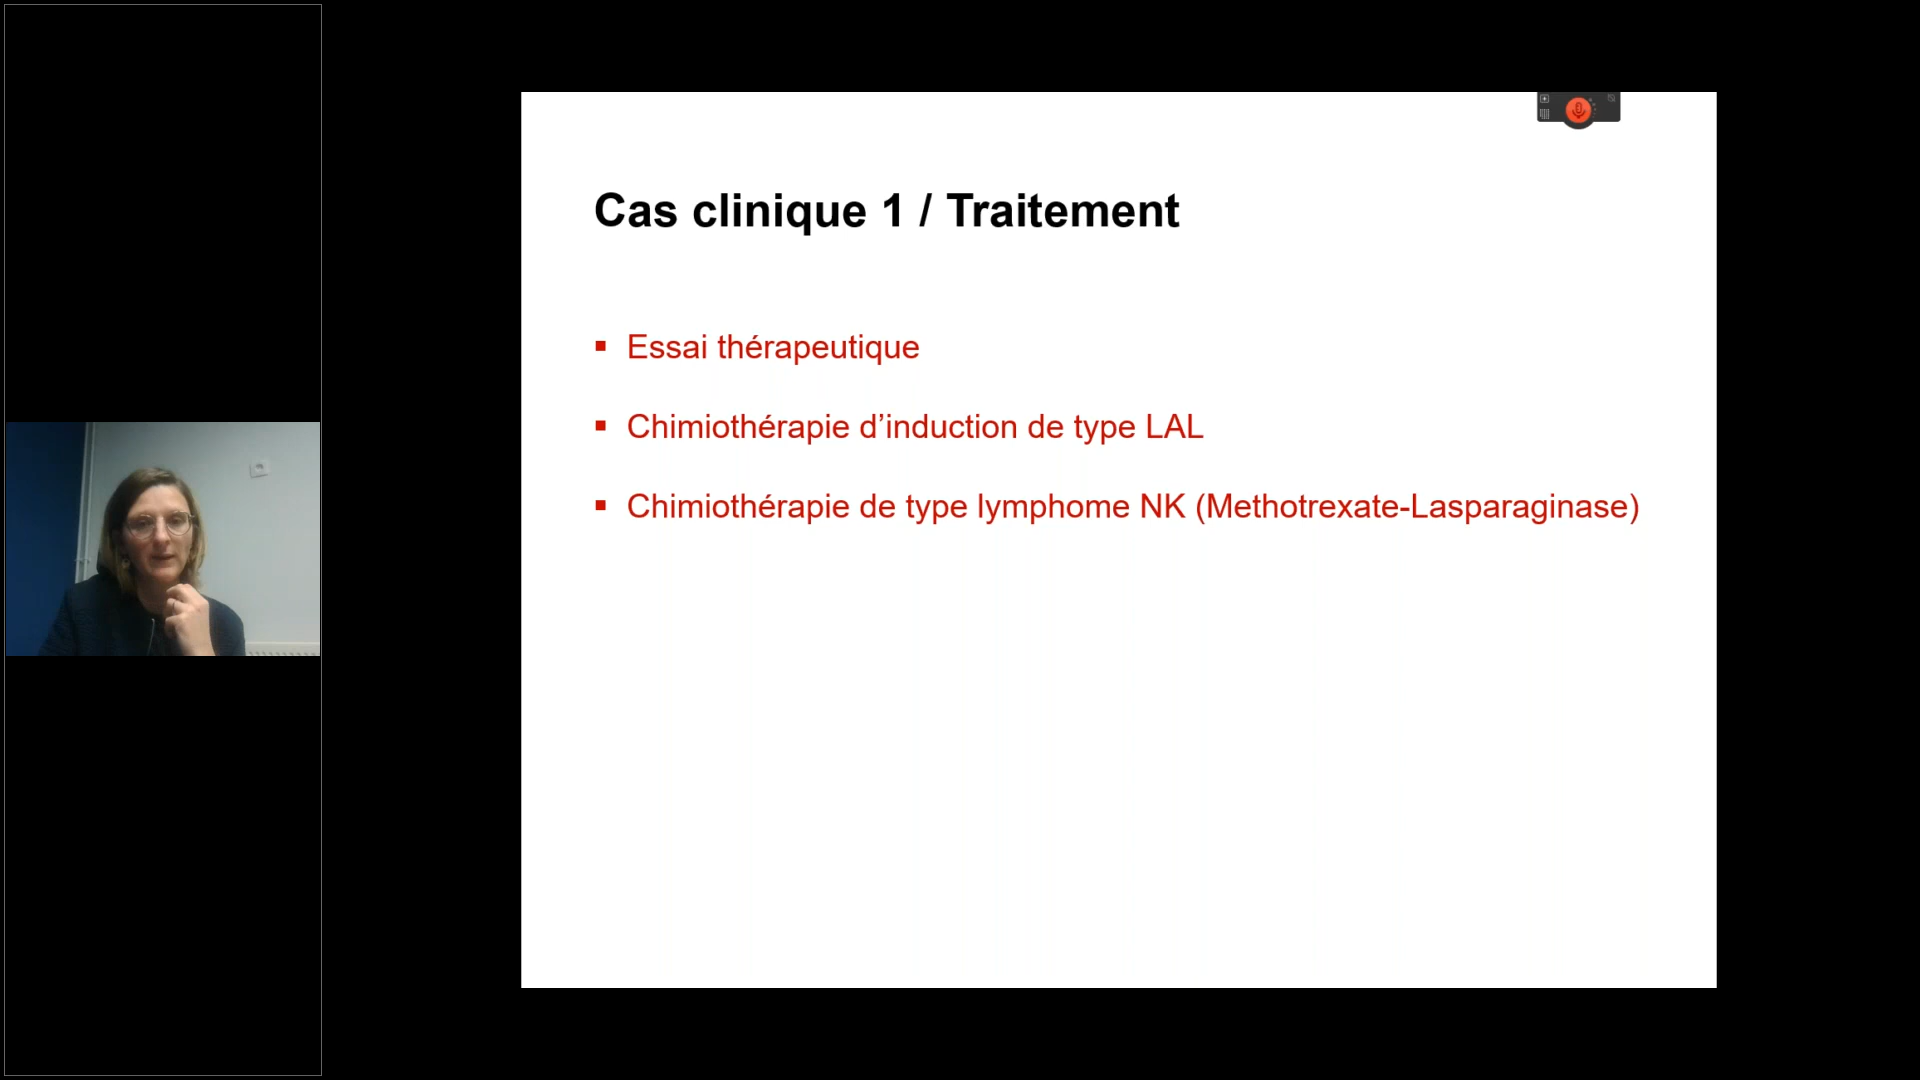 Cas clinique 1 / Traitement
▪ Essai thérapeutique
▪ Chimiothérapie d’induction de type LAL
▪ Chimiothérapie de type lymphome NK (Methotrexate-Lasparaginase)